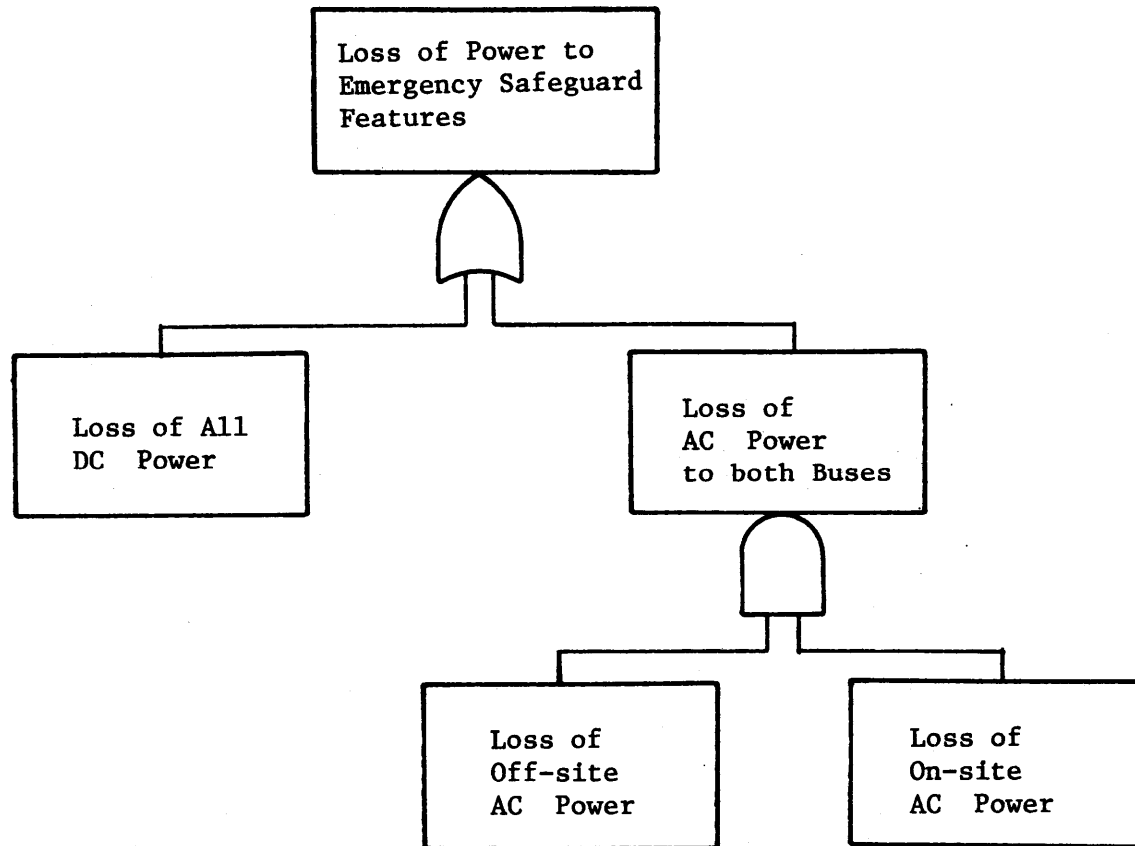 Loss of Power to
Emergency Safeguard
Features
Loss of All
DC Power
Loss of
AC Power
to both Buses
Loss of
Off-site
AC Power
Loss of
On-site
AC Power